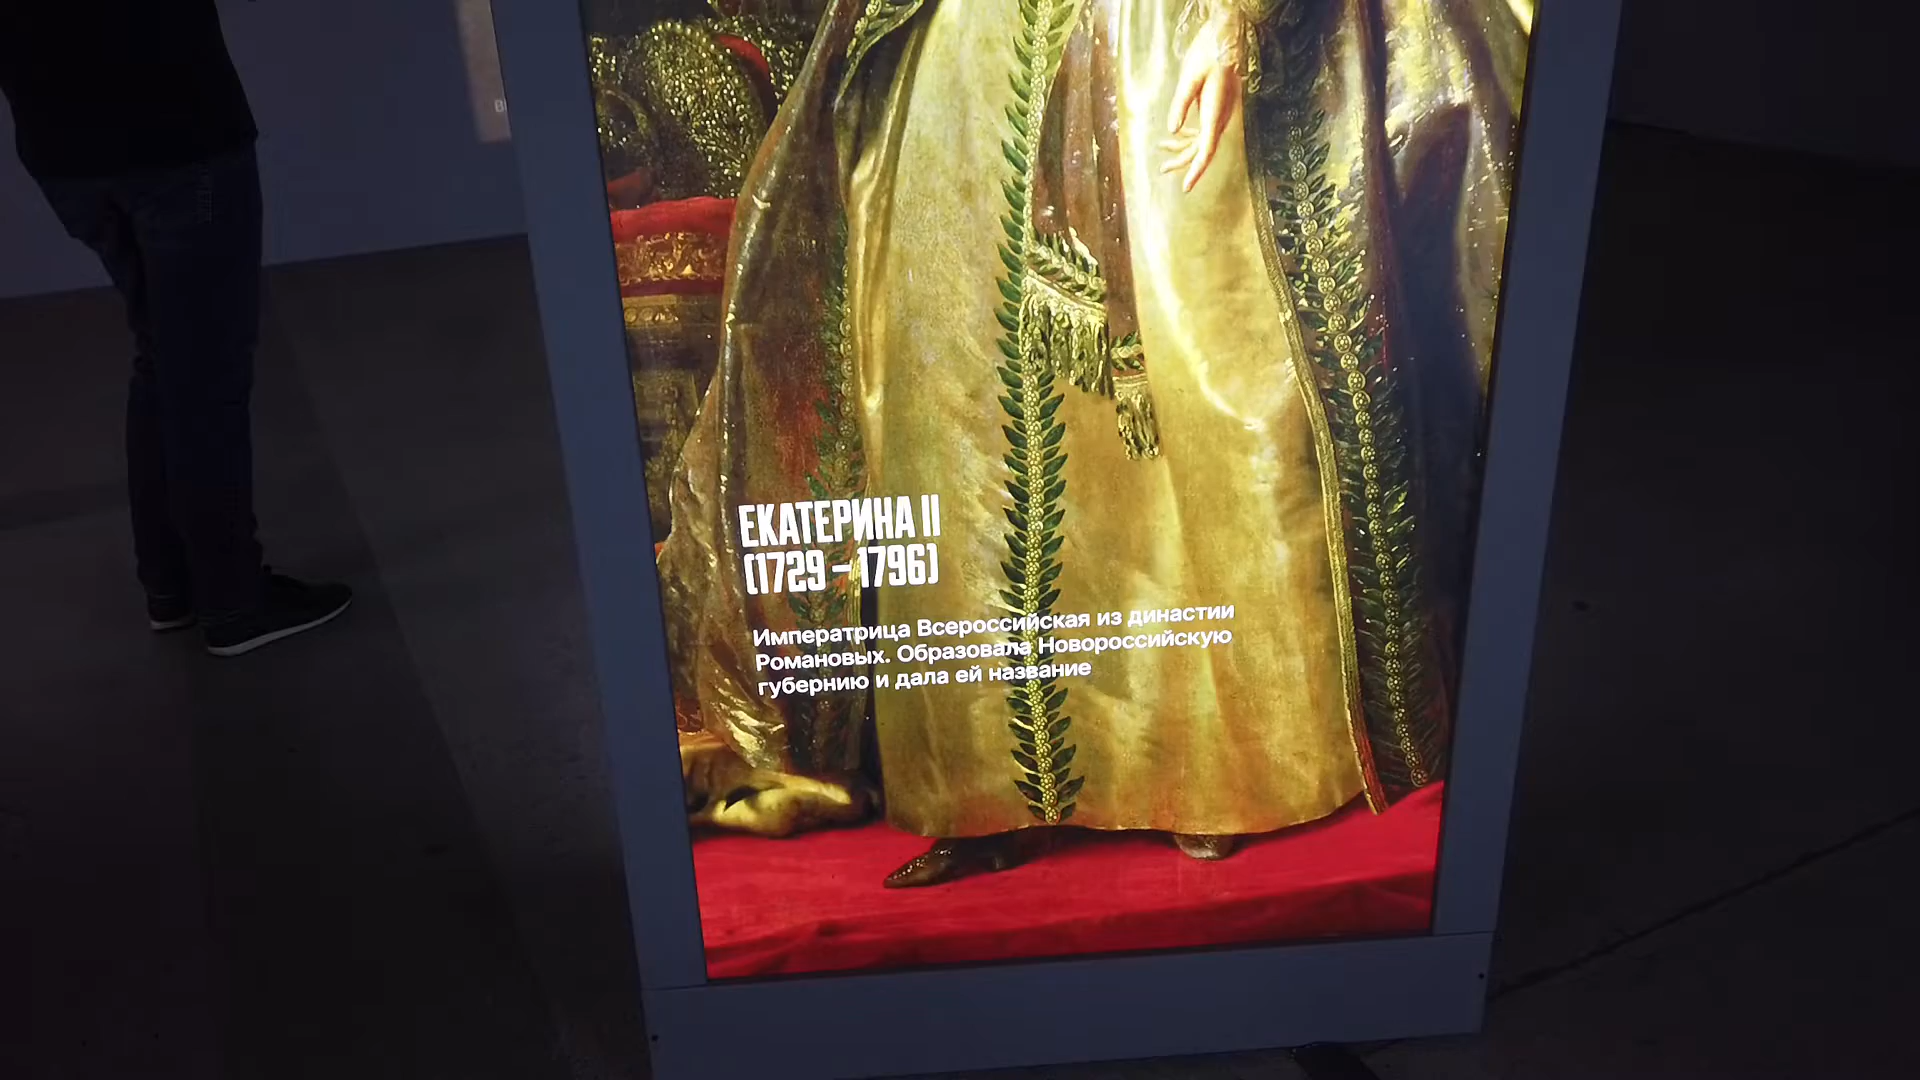 ЕКАТЕРИНА II
(1729 – 1796)
Императрица Всероссийская из династии
Романовых. Образовала Новороссийскую
губернию и дала ей название